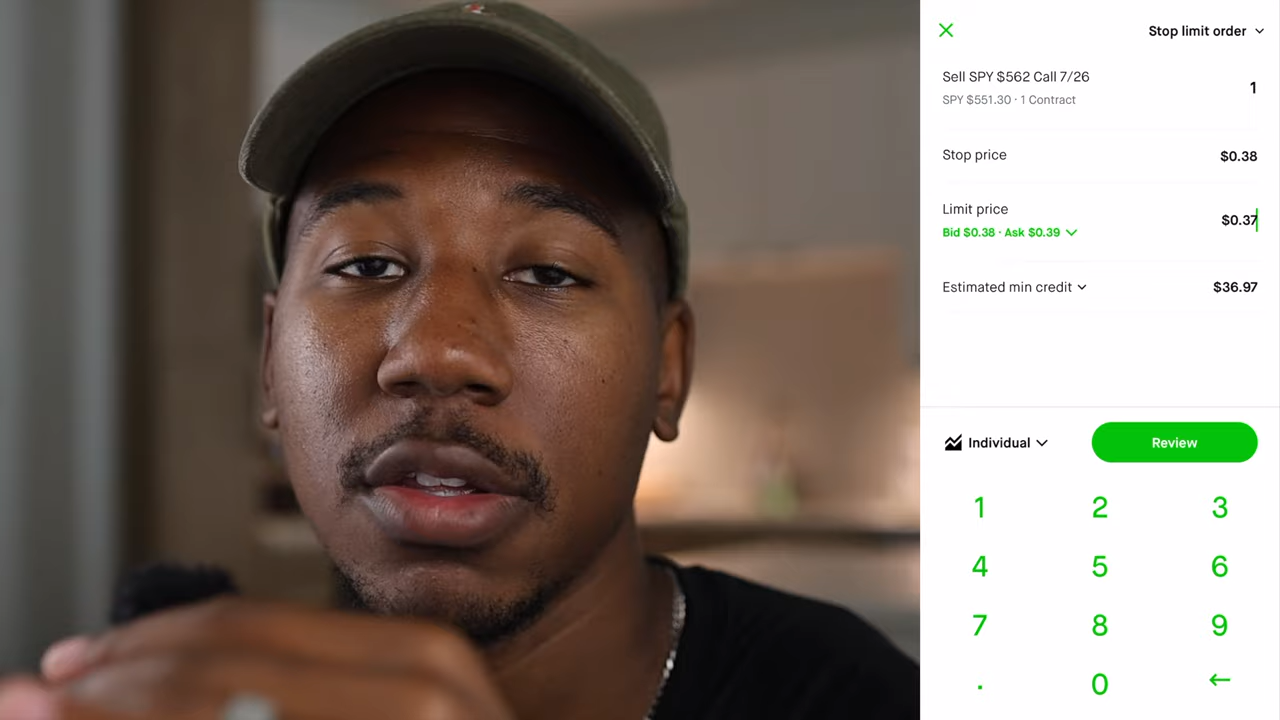 Stop limit order
Sell SPY $562 Call 7/26
1
SPY $551.30 · 1 Contract
Stop price
$0.38
Limit price
$0.37
Bid $0.38 · Ask $0.39
Estimated min credit
$36.97
Individual
Review
1 2 3
4 5 6
7 8 9
. 0